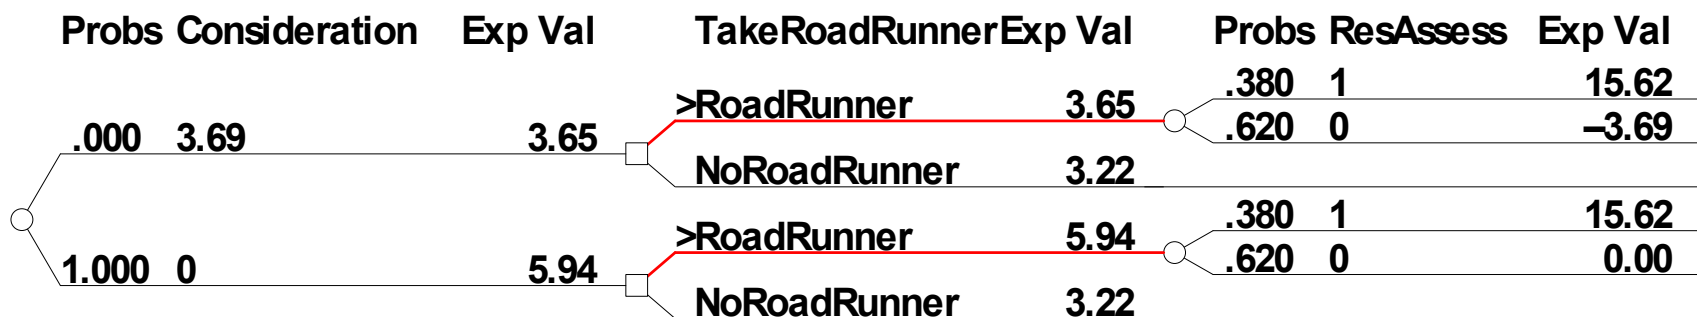 Probs Consideration Exp Val TakeRoadRunner Exp Val Probs ResAssess Exp Val
.380 1 15.62
>RoadRunner 3.65
.620 0 –3.69
.000 3.69 3.65
NoRoadRunner 3.22
.380 1 15.62
>RoadRunner 5.94
.620 0 0.00
1.000 0 5.94
NoRoadRunner 3.22